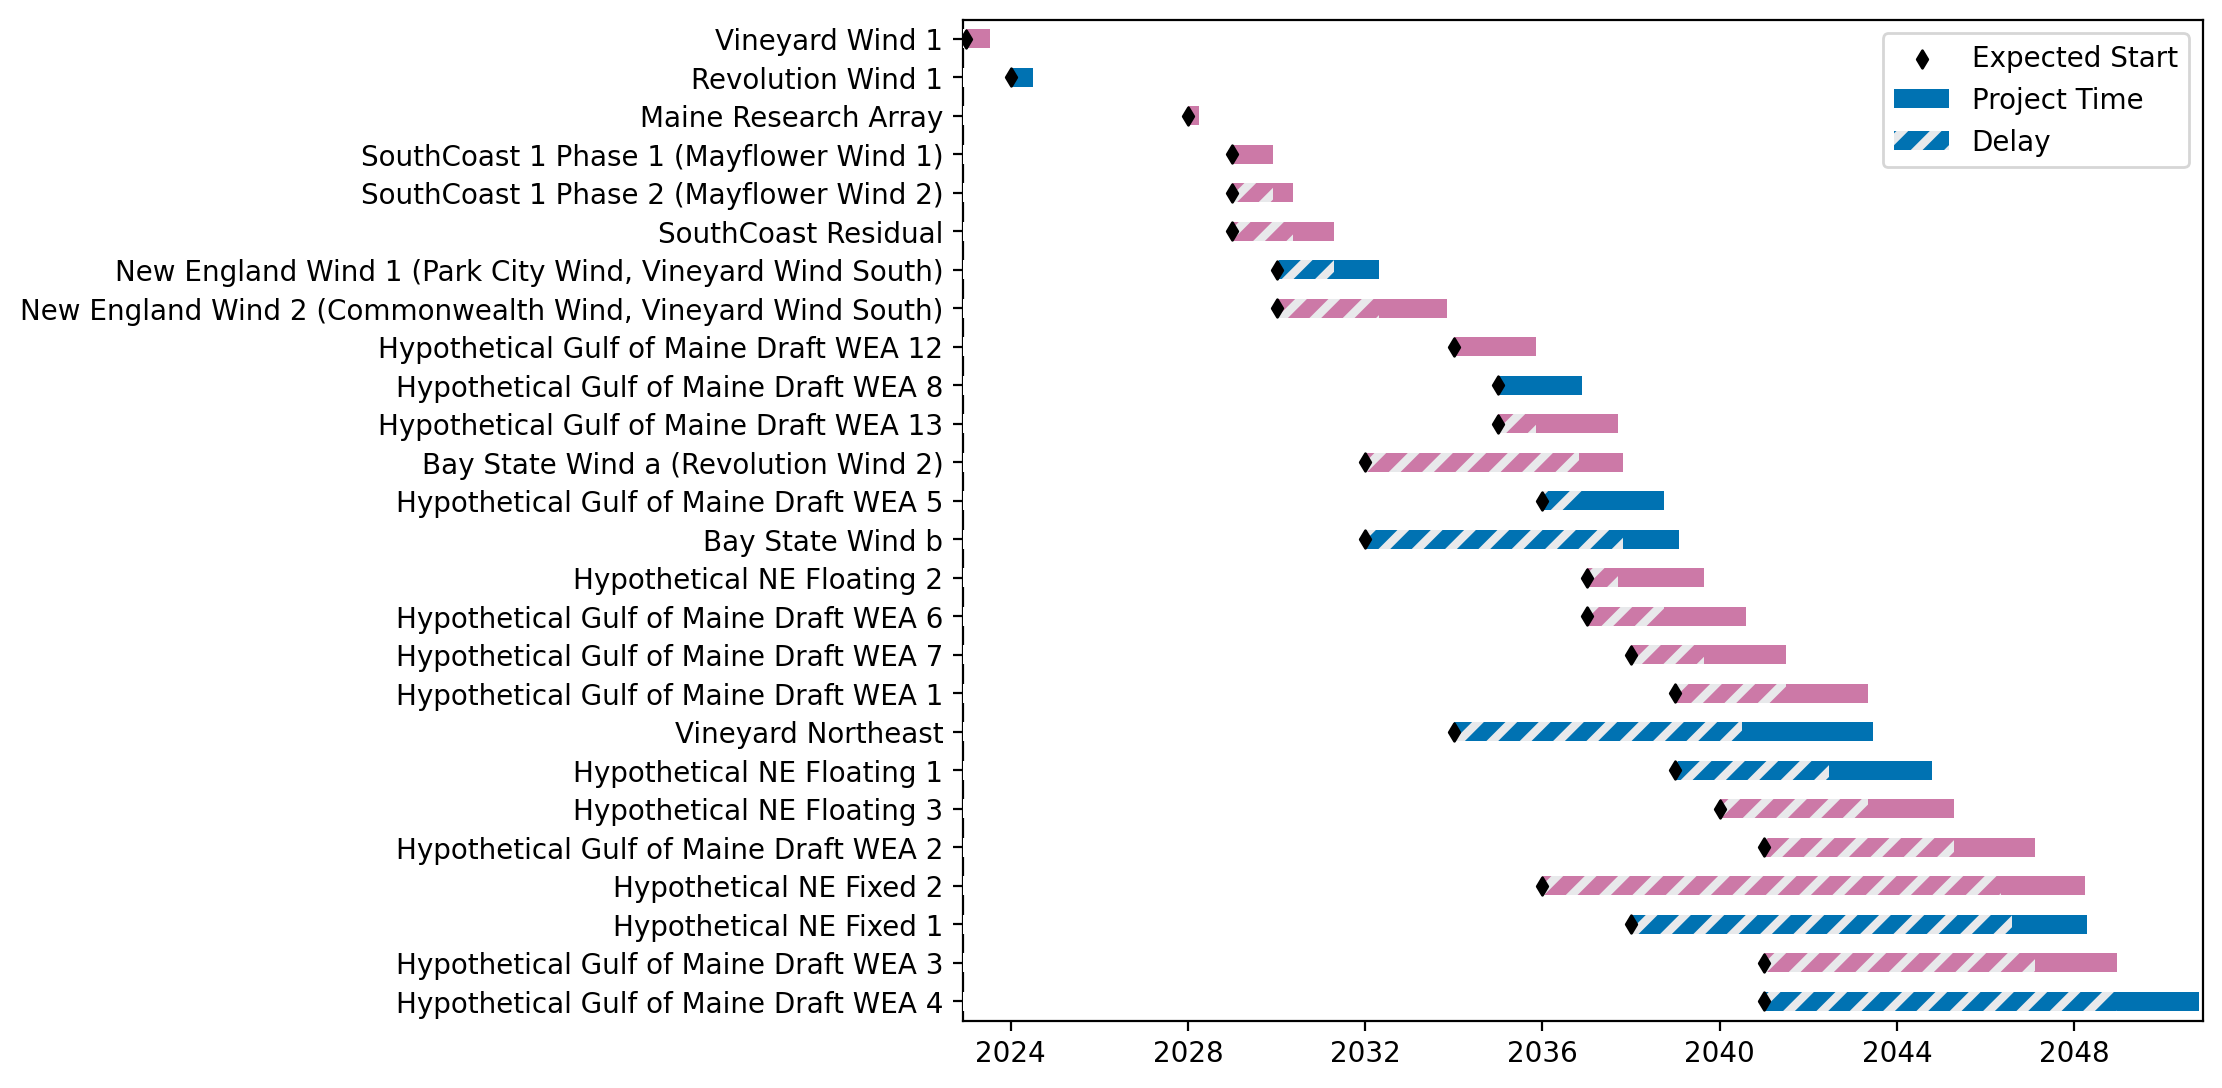 Vineyard Wind 1
Revolution Wind 1
Maine Research Array
SouthCoast 1 Phase 1 (Mayflower Wind 1)
SouthCoast 1 Phase 2 (Mayflower Wind 2)
SouthCoast Residual
New England Wind 1 (Park City Wind, Vineyard Wind South)
New England Wind 2 (Commonwealth Wind, Vineyard Wind South)
Hypothetical Gulf of Maine Draft WEA 12
Hypothetical Gulf of Maine Draft WEA 8
Hypothetical Gulf of Maine Draft WEA 13
Bay State Wind a (Revolution Wind 2)
Hypothetical Gulf of Maine Draft WEA 5
Bay State Wind b
Hypothetical NE Floating 2
Hypothetical Gulf of Maine Draft WEA 6
Hypothetical Gulf of Maine Draft WEA 7
Hypothetical Gulf of Maine Draft WEA 1
Vineyard Northeast
Hypothetical NE Floating 1
Hypothetical NE Floating 3
Hypothetical Gulf of Maine Draft WEA 2
Hypothetical NE Fixed 2
Hypothetical NE Fixed 1
Hypothetical Gulf of Maine Draft WEA 3
Hypothetical Gulf of Maine Draft WEA 4
Expected Start
Project Time
Delay
2024 2028 2032 2036 2040 2044 2048